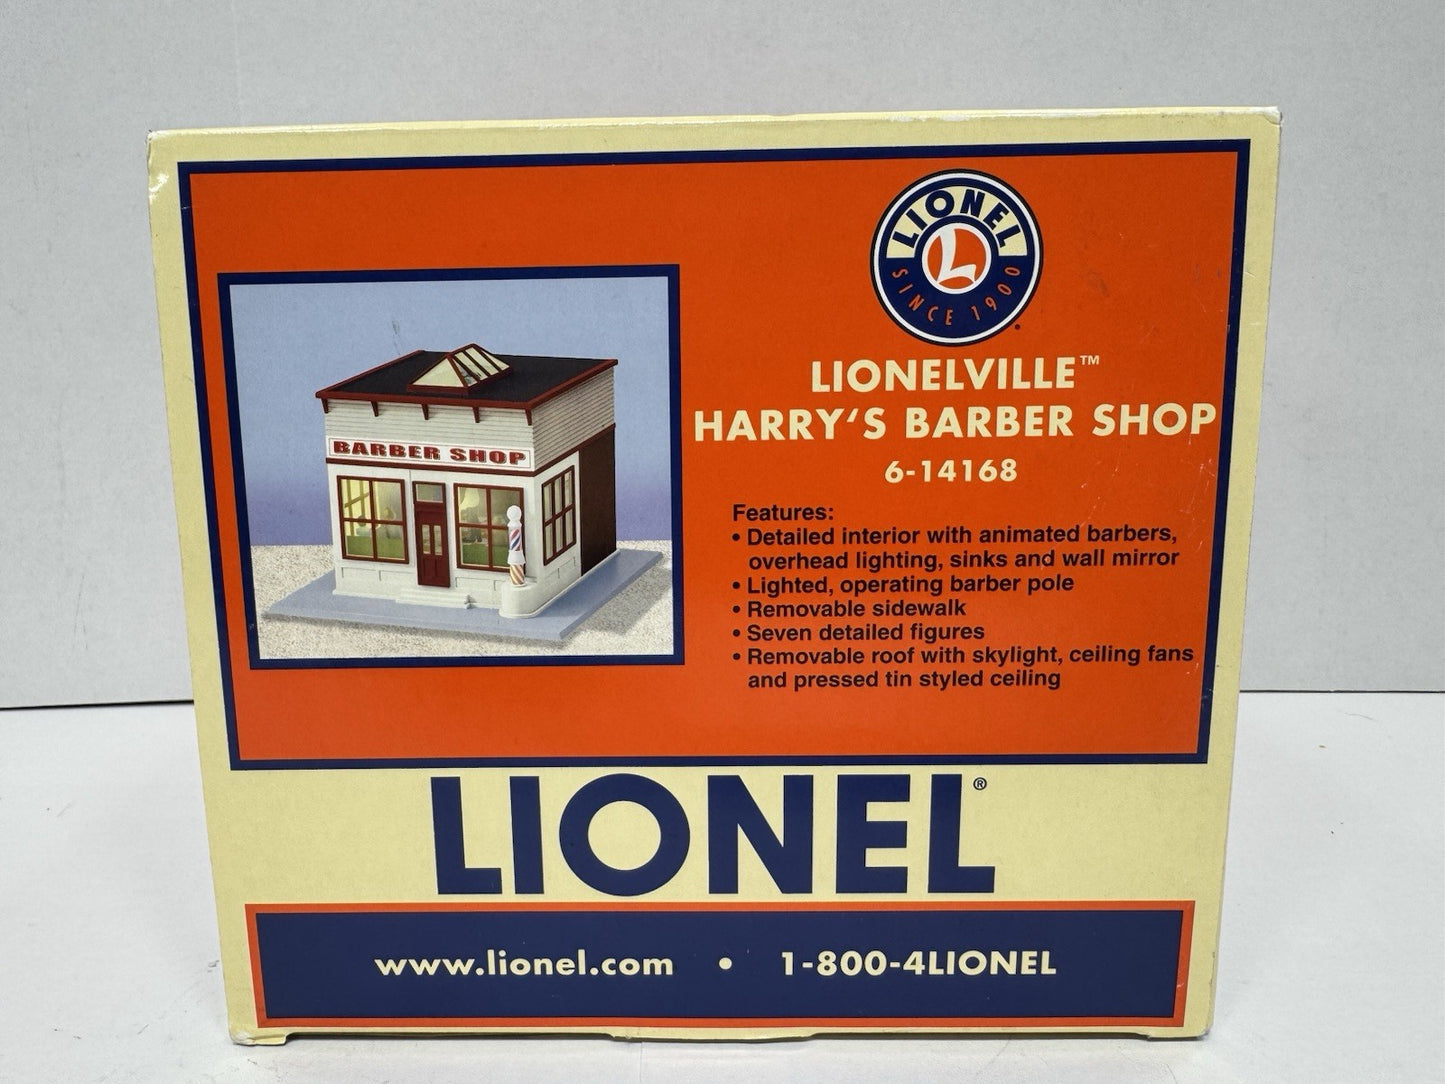 LIONEL
L
SINCE 1900
LIONELVILLE™
HARRY'S BARBER SHOP
6-14168
BARBER SHOP
Features:
• Detailed interior with animated barbers,
overhead lighting, sinks and wall mirror
• Lighted, operating barber pole
• Removable sidewalk
• Seven detailed figures
• Removable roof with skylight, ceiling fans
and pressed tin styled ceiling
LIONEL®
www.lionel.com • 1-800-4LIONEL